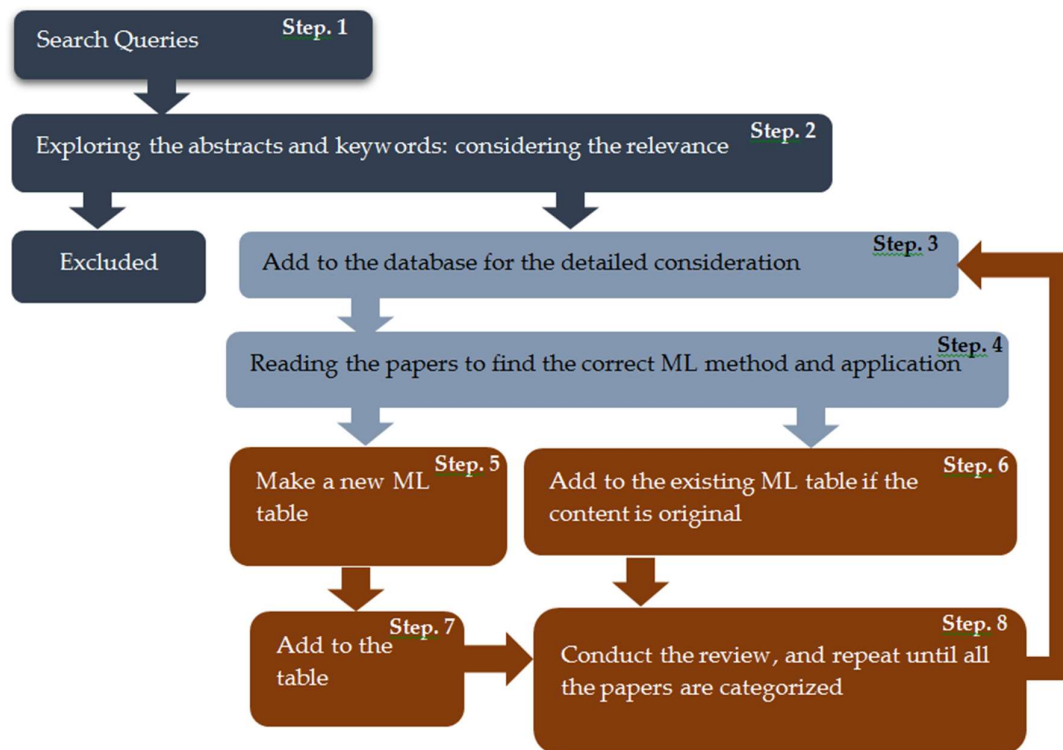 Step. 1
Search Queries
Step. 2
Exploring the abstracts and keywords: considering the relevance
Excluded
Step. 3
Add to the database for the detailed consideration
Step. 4
Reading the papers to find the correct ML method and application
Step. 5
Make a new ML
table
Step. 6
Add to the existing ML table if the
content is original
Step. 7
Add to the
table
Step. 8
Conduct the review, and repeat until all
the papers are categorized